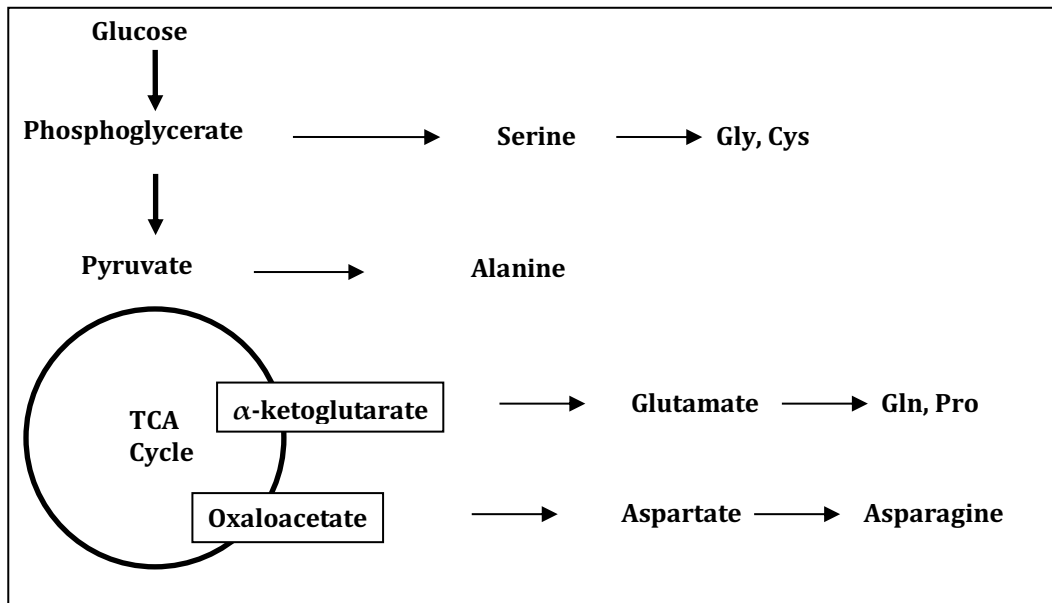 Glucose
Phosphoglycerate Serine Gly, Cys
Pyruvate Alanine
α-ketoglutarate Glutamate Gln, Pro
TCA
Cycle
Oxaloacetate Aspartate Asparagine